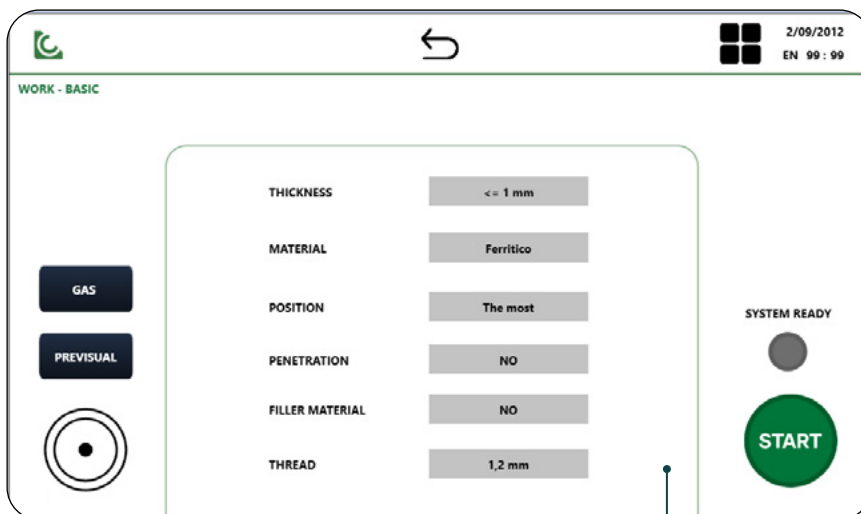 2/09/2012
EN 99 : 99
WORK - BASIC
THICKNESS <= 1 mm
MATERIAL Ferritico
GAS
POSITION The most
SYSTEM READY
PREVISUAL
PENETRATION NO
FILLER MATERIAL NO
START
THREAD 1,2 mm